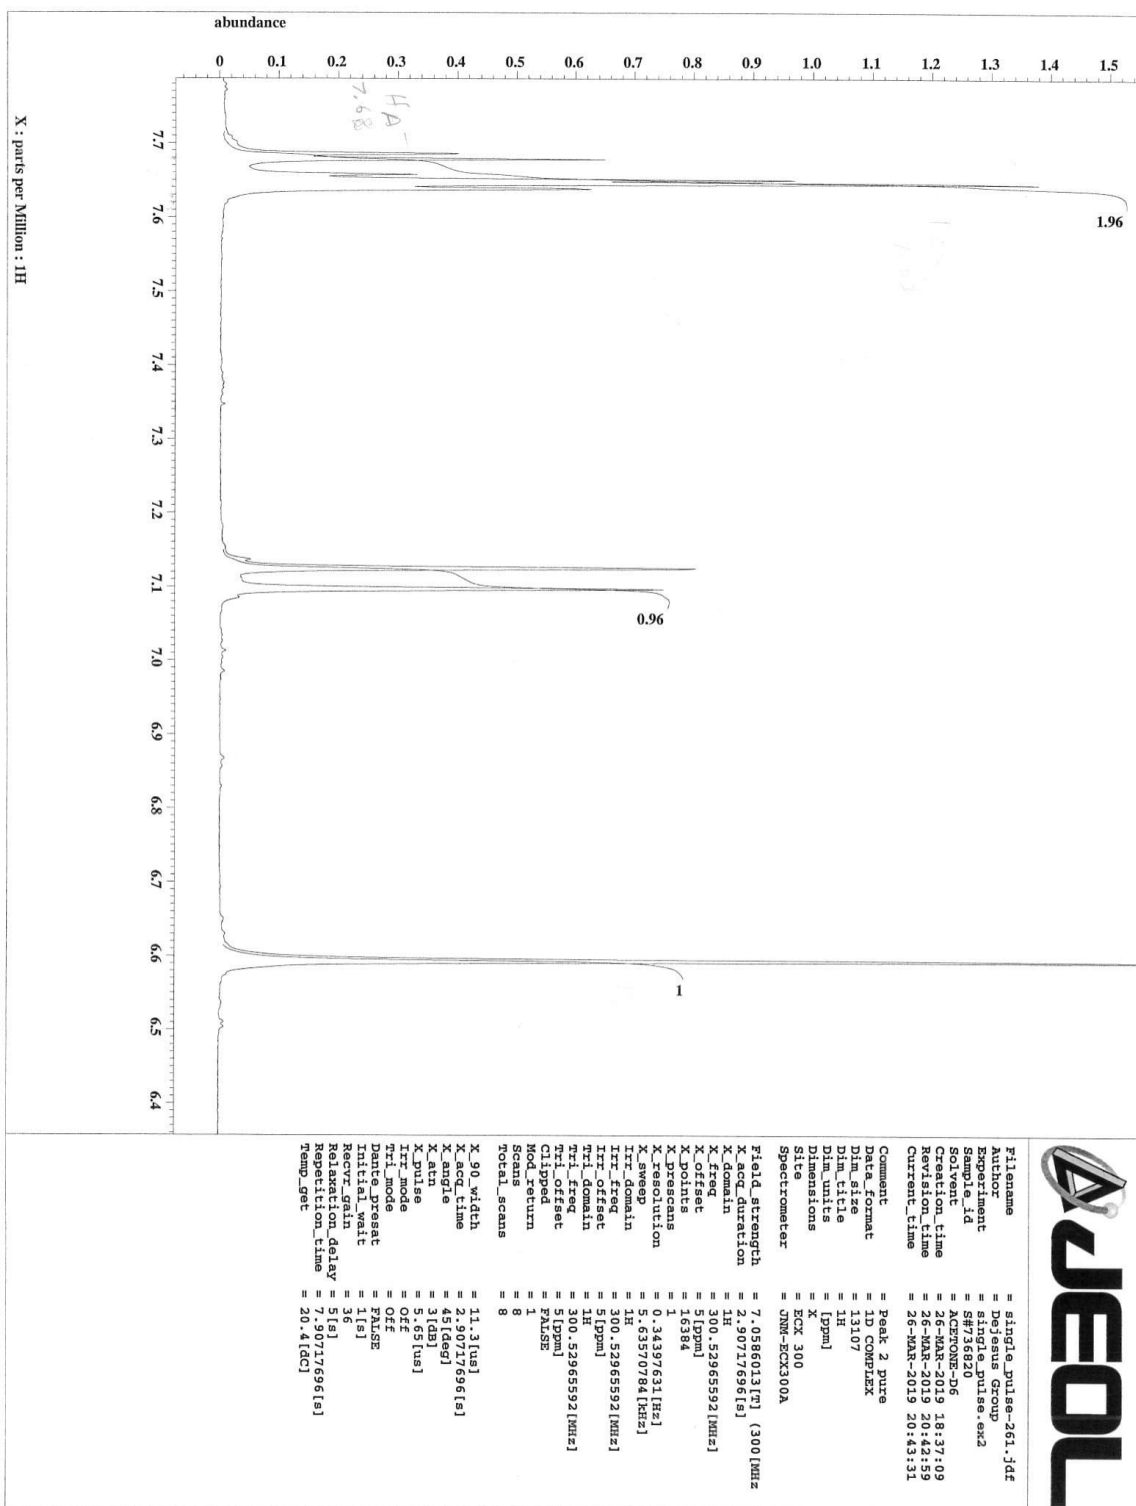 abundance
0 0.1 0.2 0.3 0.4 0.5 0.6 0.7 0.8 0.9 1.0 1.1 1.2 1.3 1.4 1.5
HA
7.68
1.96
0.96
1
7.7 7.6 7.5 7.4 7.3 7.2 7.1 7.0 6.9 6.8 6.7 6.6 6.5 6.4
X : parts per Million : 1H
JEOL
Filename = single_pulse-261.jdf
Author = Dejesus Group
Experiment = single_pulse.ex2
Sample_id = S#736820
Solvent = ACETONE-D6
Creation_time = 26-MAR-2019 18:37:09
Revision_time = 26-MAR-2019 20:42:59
Current_time = 26-MAR-2019 20:43:31
Comment = Peak 2 pure
Data_format = 1D COMPLEX
Dim_size = 13107
Dim_title = 1H
Dim_units = [ppm]
Dimensions = X
Site = ECX 300
Spectrometer = JNM-ECX300A
Field_strength = 7.0586013[T] (300[MHz
X_acq_duration = 2.90717696[s]
X_domain = 1H
X_freq = 300.52965592[MHz]
X_offset = 5[ppm]
X_points = 16384
X_prescans = 1
X_resolution = 0.34397631[Hz]
X_sweep = 5.63570784[kHz]
Irr_domain = 1H
Irr_freq = 300.52965592[MHz]
Irr_offset = 5[ppm]
Tri_domain = 1H
Tri_freq = 300.52965592[MHz]
Tri_offset = 5[ppm]
Clipped = FALSE
Mod_return = 1
Scans = 8
Total_scans = 8
X_90_width = 11.3[us]
X_acq_time = 2.90717696[s]
X_angle = 45[deg]
X_atn = 3[dB]
X_pulse = 5.65[us]
Irr_mode = Off
Tri_mode = Off
Dante_presat = FALSE
Initial_wait = 1[s]
Recvr_gain = 36
Relaxation_delay = 5[s]
Repetition_time = 7.90717696[s]
Temp_get = 20.4[dC]